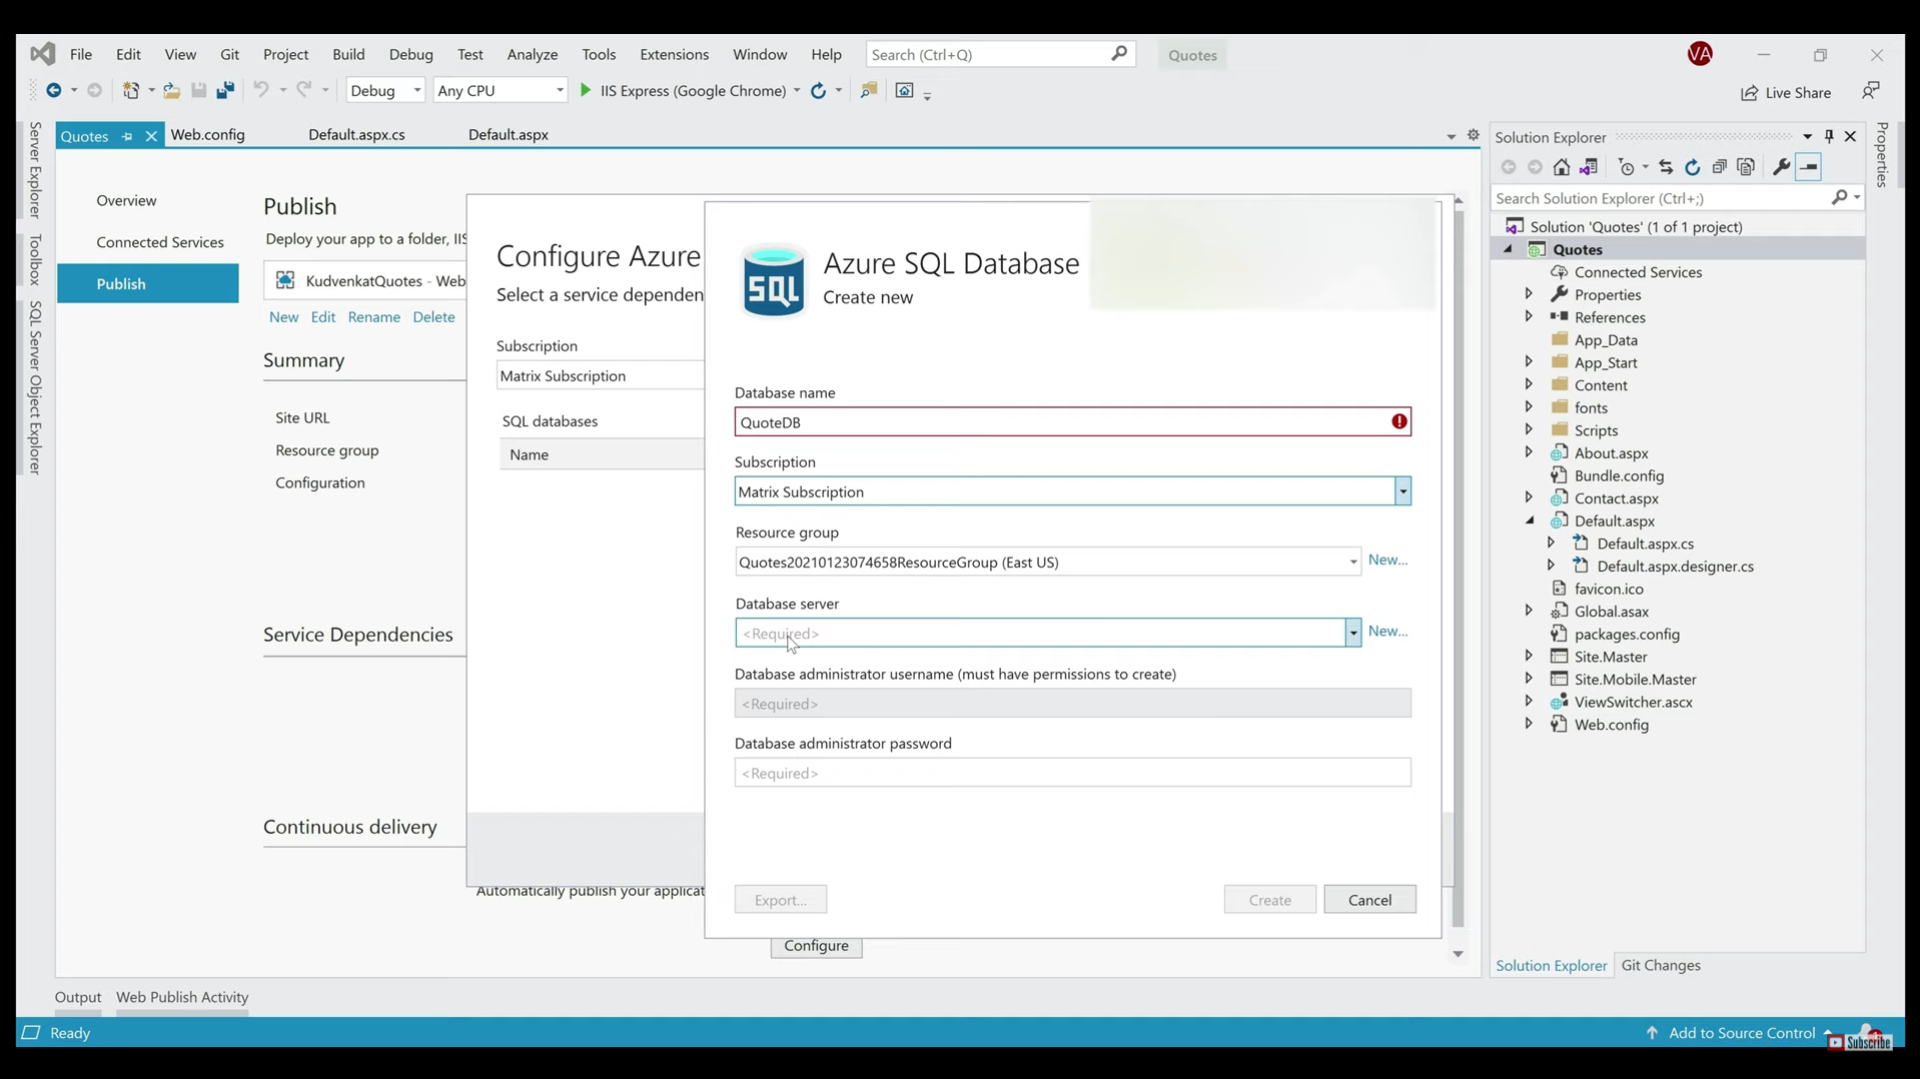 File Edit View Git Project Build Debug Test Analyze Tools Extensions Window Help Search (Ctrl+Q) Quotes VA
Debug Any CPU IIS Express (Google Chrome) Live Share
Server Explorer
Toolbox
SQL Server Object Explorer
Quotes Web.config Default.aspx.cs Default.aspx
Overview
Connected Services
Publish
Publish
Deploy your app to a folder, IIS
KudvenkatQuotes - Web
New Edit Rename Delete
Summary
Site URL
Resource group
Configuration
Service Dependencies
Continuous delivery
Automatically publish your applicat
Configure
Configure Azure
Select a service dependen
Subscription
Matrix Subscription
SQL databases
Name
SQL
Azure SQL Database
Create new
Database name
QuoteDB
Subscription
Matrix Subscription
Resource group
Quotes20210123074658ResourceGroup (East US) New...
Database server
<Required> New...
Database administrator username (must have permissions to create)
<Required>
Database administrator password
<Required>
Export... Create Cancel
Solution Explorer
Search Solution Explorer (Ctrl+;)
Solution 'Quotes' (1 of 1 project)
Quotes
Connected Services
Properties
References
App_Data
App_Start
Content
fonts
Scripts
About.aspx
Bundle.config
Contact.aspx
Default.aspx
Default.aspx.cs
Default.aspx.designer.cs
favicon.ico
Global.asax
packages.config
Site.Master
Site.Mobile.Master
ViewSwitcher.ascx
Web.config
Solution Explorer Git Changes
Properties
Output Web Publish Activity
Ready Add to Source Control
Subscribe